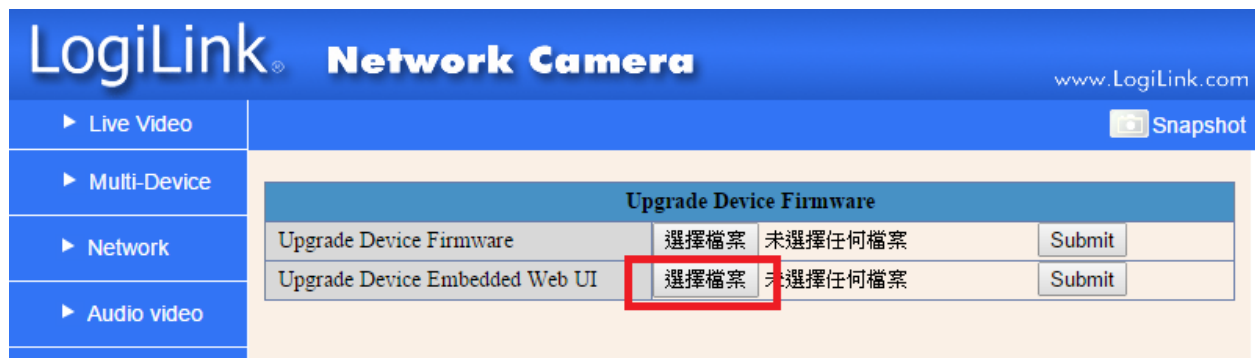 LogiLink® Network Camera
www.LogiLink.com
► Live Video
Snapshot
► Multi-Device
Upgrade Device Firmware
Upgrade Device Firmware 選擇檔案 未選擇任何檔案 Submit
► Network
Upgrade Device Embedded Web UI 選擇檔案 未選擇任何檔案 Submit
► Audio video